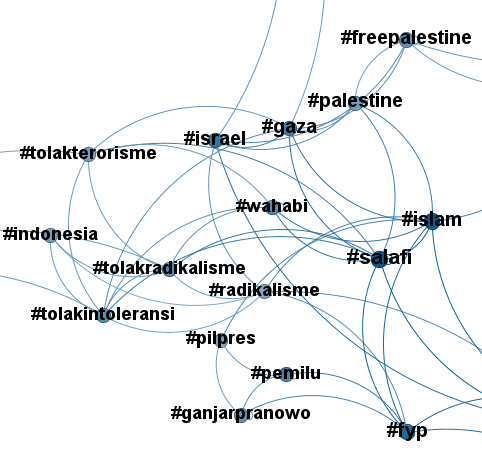 #freepalestine
#palestine
#gaza
#israel
#tolakterorisme
#wahabi
#islam
#indonesia
#salafi
#tolakradikalisme
#radikalisme
#tolakintoleransi
#pilpres
#pemilu
#ganjarpranowo
#fyp